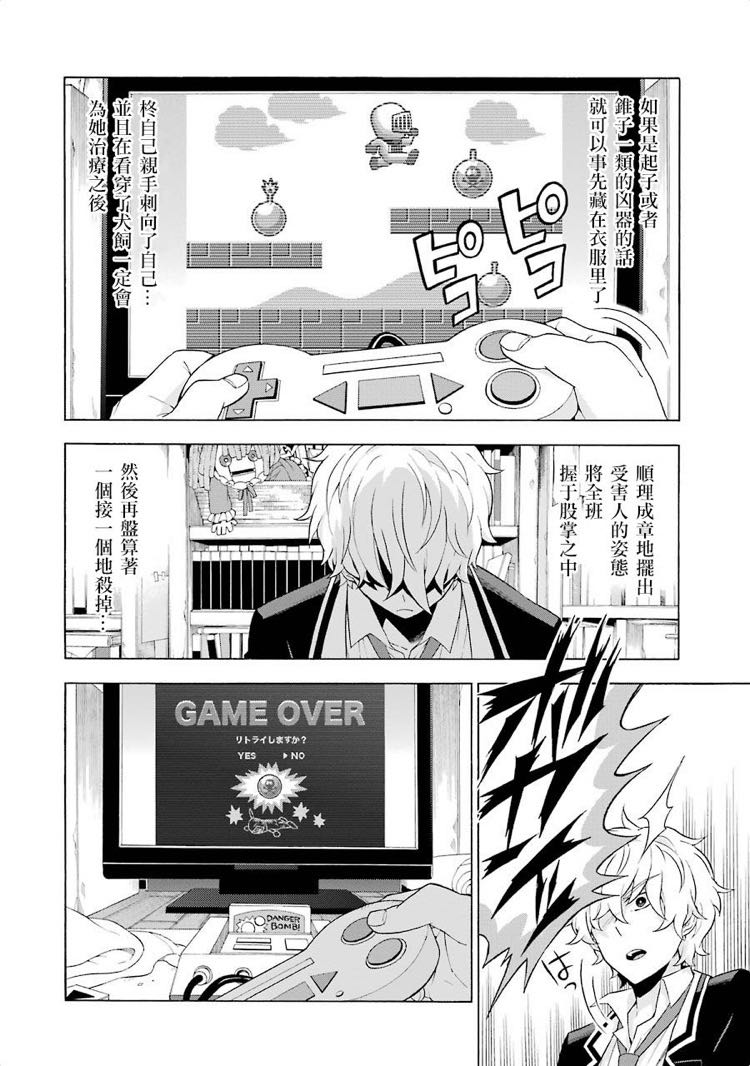 如果是起子或者
錐子一類的凶器的話
就可以事先藏在衣服里了
柊自己親手刺向了自己…
並且在看穿了犬飼一定會
為她治療之後
ピコ
ピコ
順理成章地擺出
受害人的姿態
將全班
握于股掌之中
然後再盤算著
一個接一個地殺掉…
はっ
GAME OVER
リトライしますか?
YES ▶NO
DANGER
BOMB!